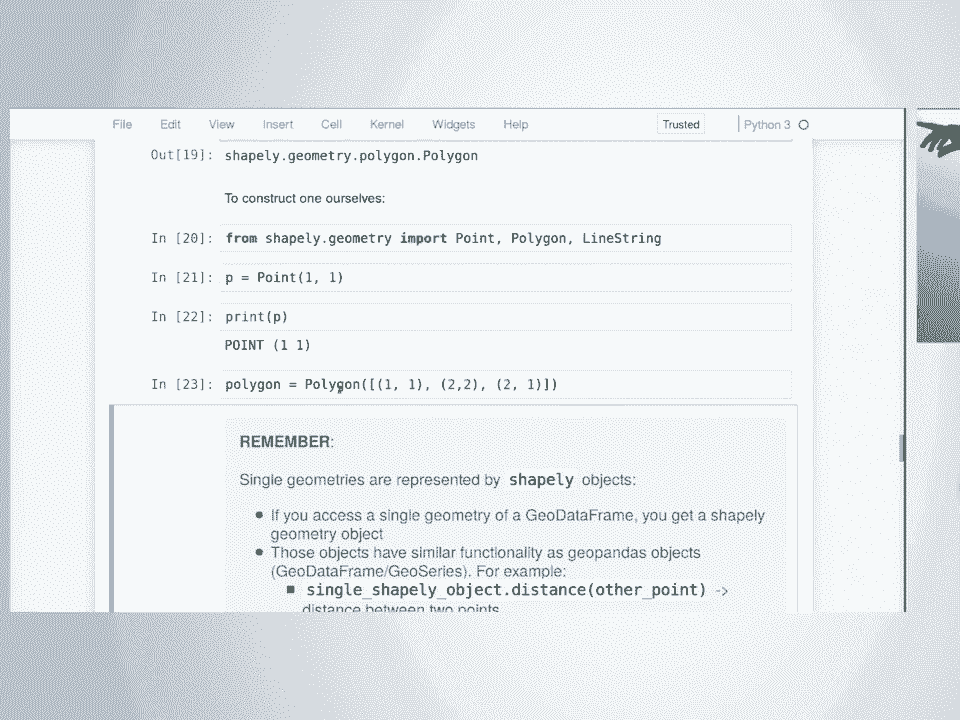 File Edit View Insert Cell Kernel Widgets Help Trusted Python 3
Out[19]: shapely.geometry.polygon.Polygon
To construct one ourselves:
In [20]: from shapely.geometry import Point, Polygon, LineString
In [21]: p = Point(1, 1)
In [22]: print(p)
POINT (1 1)
In [23]: polygon = Polygon([(1, 1), (2,2), (2, 1)])
REMEMBER:
Single geometries are represented by shapely objects:
If you access a single geometry of a GeoDataFrame, you get a shapely
geometry object
Those objects have similar functionality as geopandas objects
(GeoDataFrame/GeoSeries). For example:
single_shapely_object.distance(other_point) ->
distance between two points